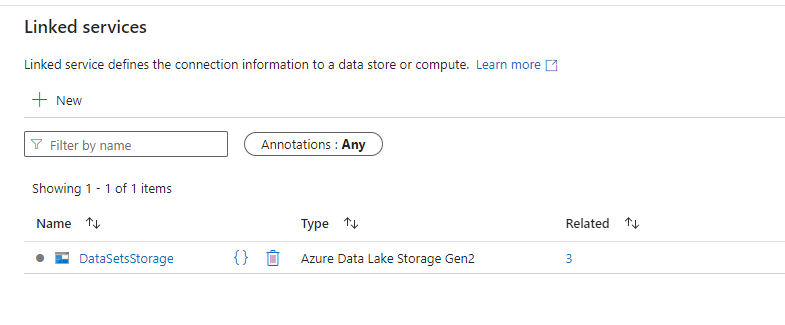 Linked services
Linked service defines the connection information to a data store or compute. Learn more
New
Filter by name
Annotations : Any
Showing 1 - 1 of 1 items
Name Type Related
DataSetsStorage {} Azure Data Lake Storage Gen2 3